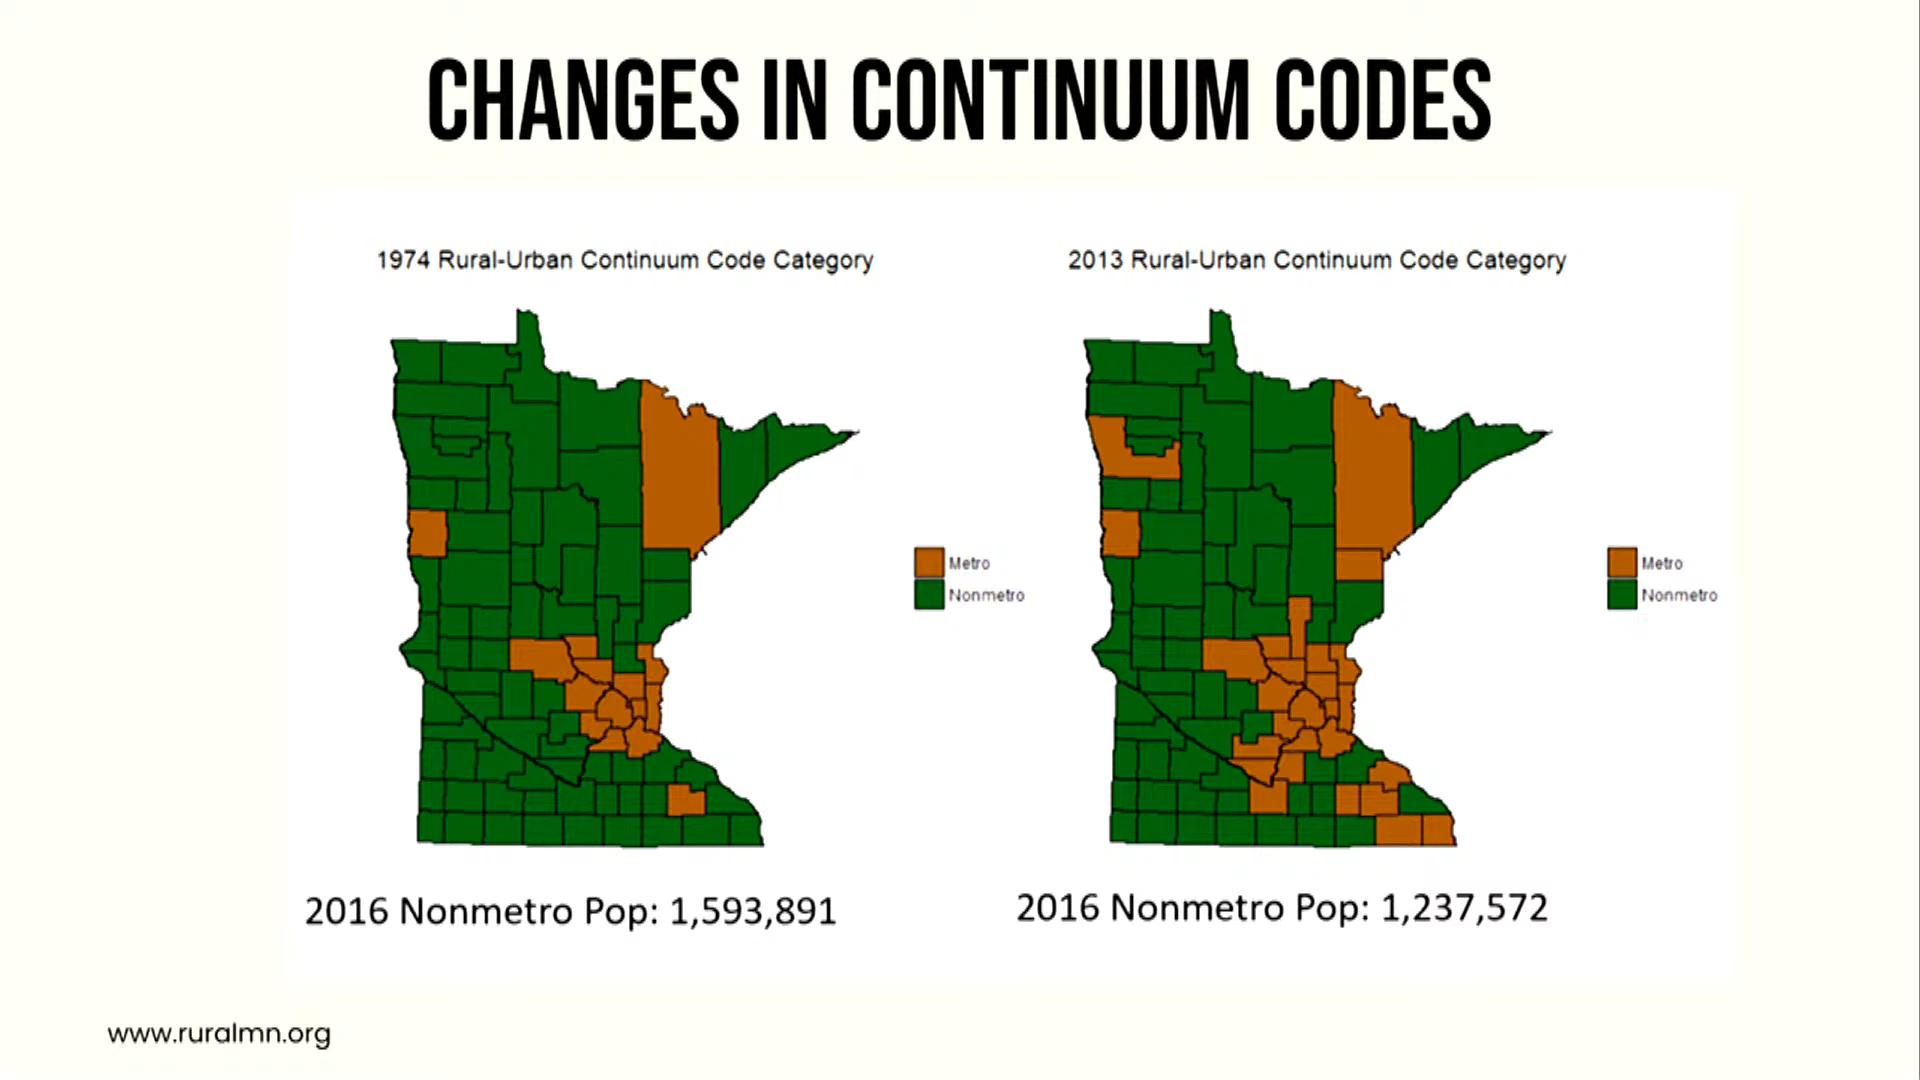 CHANGES IN CONTINUUM CODES
1974 Rural-Urban Continuum Code Category
Metro
Nonmetro
2016 Nonmetro Pop: 1,593,891
2013 Rural-Urban Continuum Code Category
Metro
Nonmetro
2016 Nonmetro Pop: 1,237,572
www.ruralmn.org